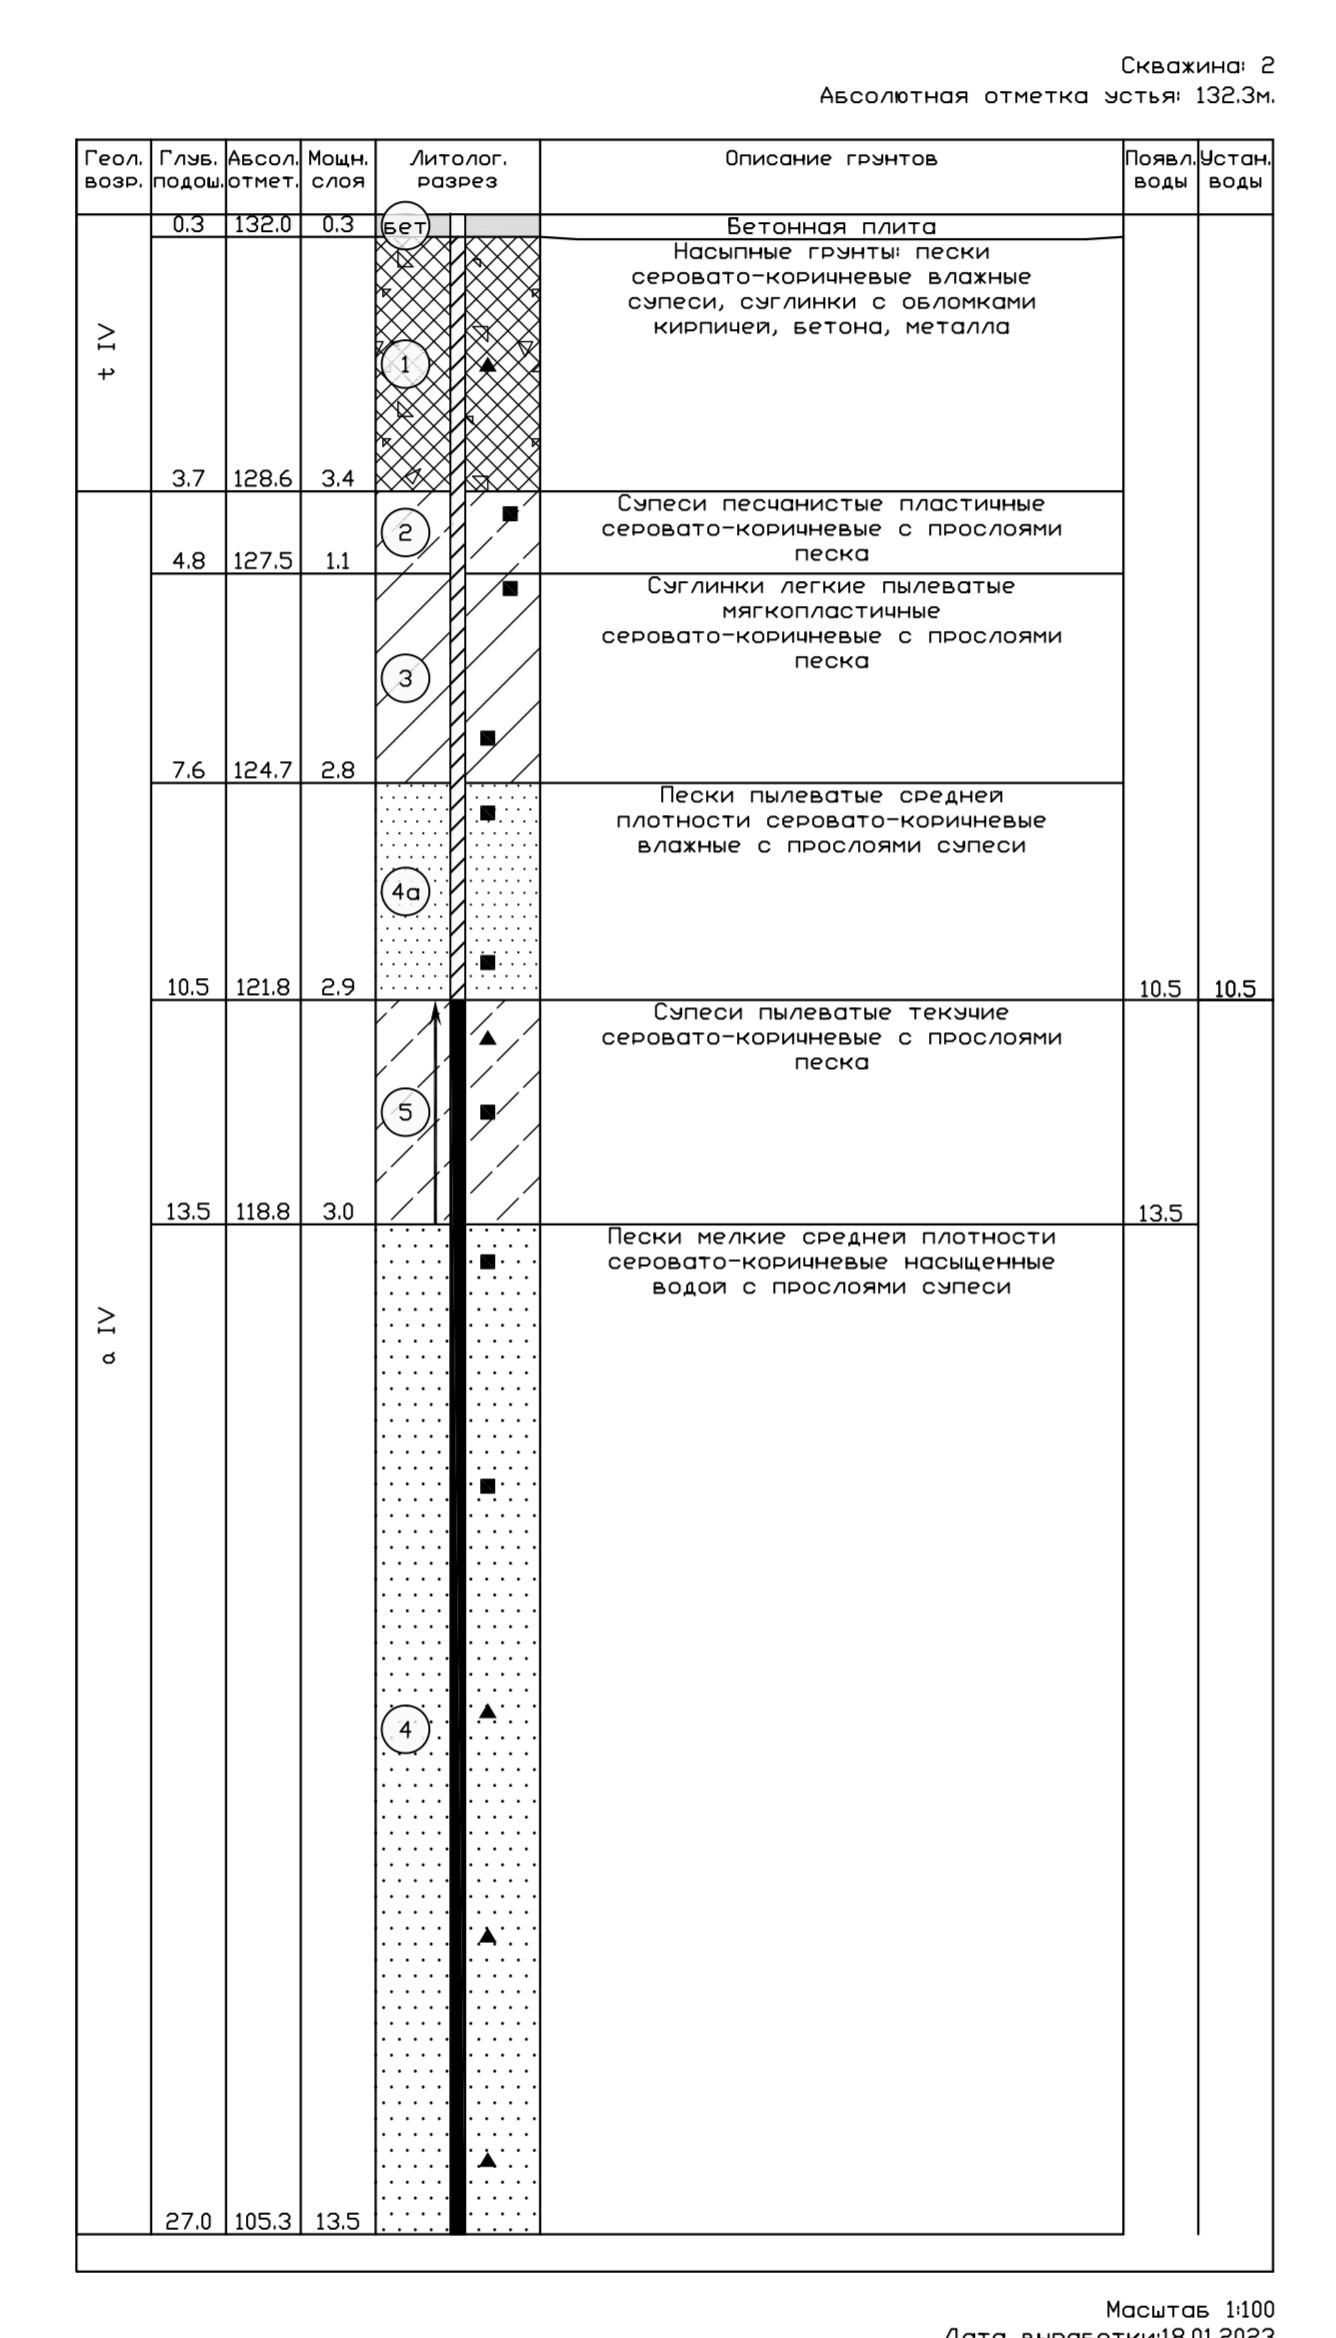 Скважина: 2
Абсолютная отметка устья: 132.3м.
Геол. возр.
Глуб. подош.
Абсол. отмет.
Мощн. слоя
Литолог. разрез
Описание грунтов
Появл. воды
Устан. воды
0.3 132.0 0.3 бет Бетонная плита
Насыпные грунты: пески
серовато-коричневые влажные
супеси, суглинки с обломками
кирпичей, бетона, металла
t IV
1
3.7 128.6 3.4
Супеси песчанистые пластичные
серовато-коричневые с прослоями
песка
2
4.8 127.5 1.1
Суглинки легкие пылеватые
мягкопластичные
серовато-коричневые с прослоями
песка
3
7.6 124.7 2.8
Пески пылеватые средней
плотности серовато-коричневые
влажные с прослоями супеси
4а
10.5 121.8 2.9 10.5 10.5
Супеси пылеватые текучие
серовато-коричневые с прослоями
песка
5
13.5 118.8 3.0 13.5
Пески мелкие средней плотности
серовато-коричневые насыщенные
водой с прослоями супеси
a IV
4
27.0 105.3 13.5
Масштаб 1:100
Дата выработки:18.01.2023